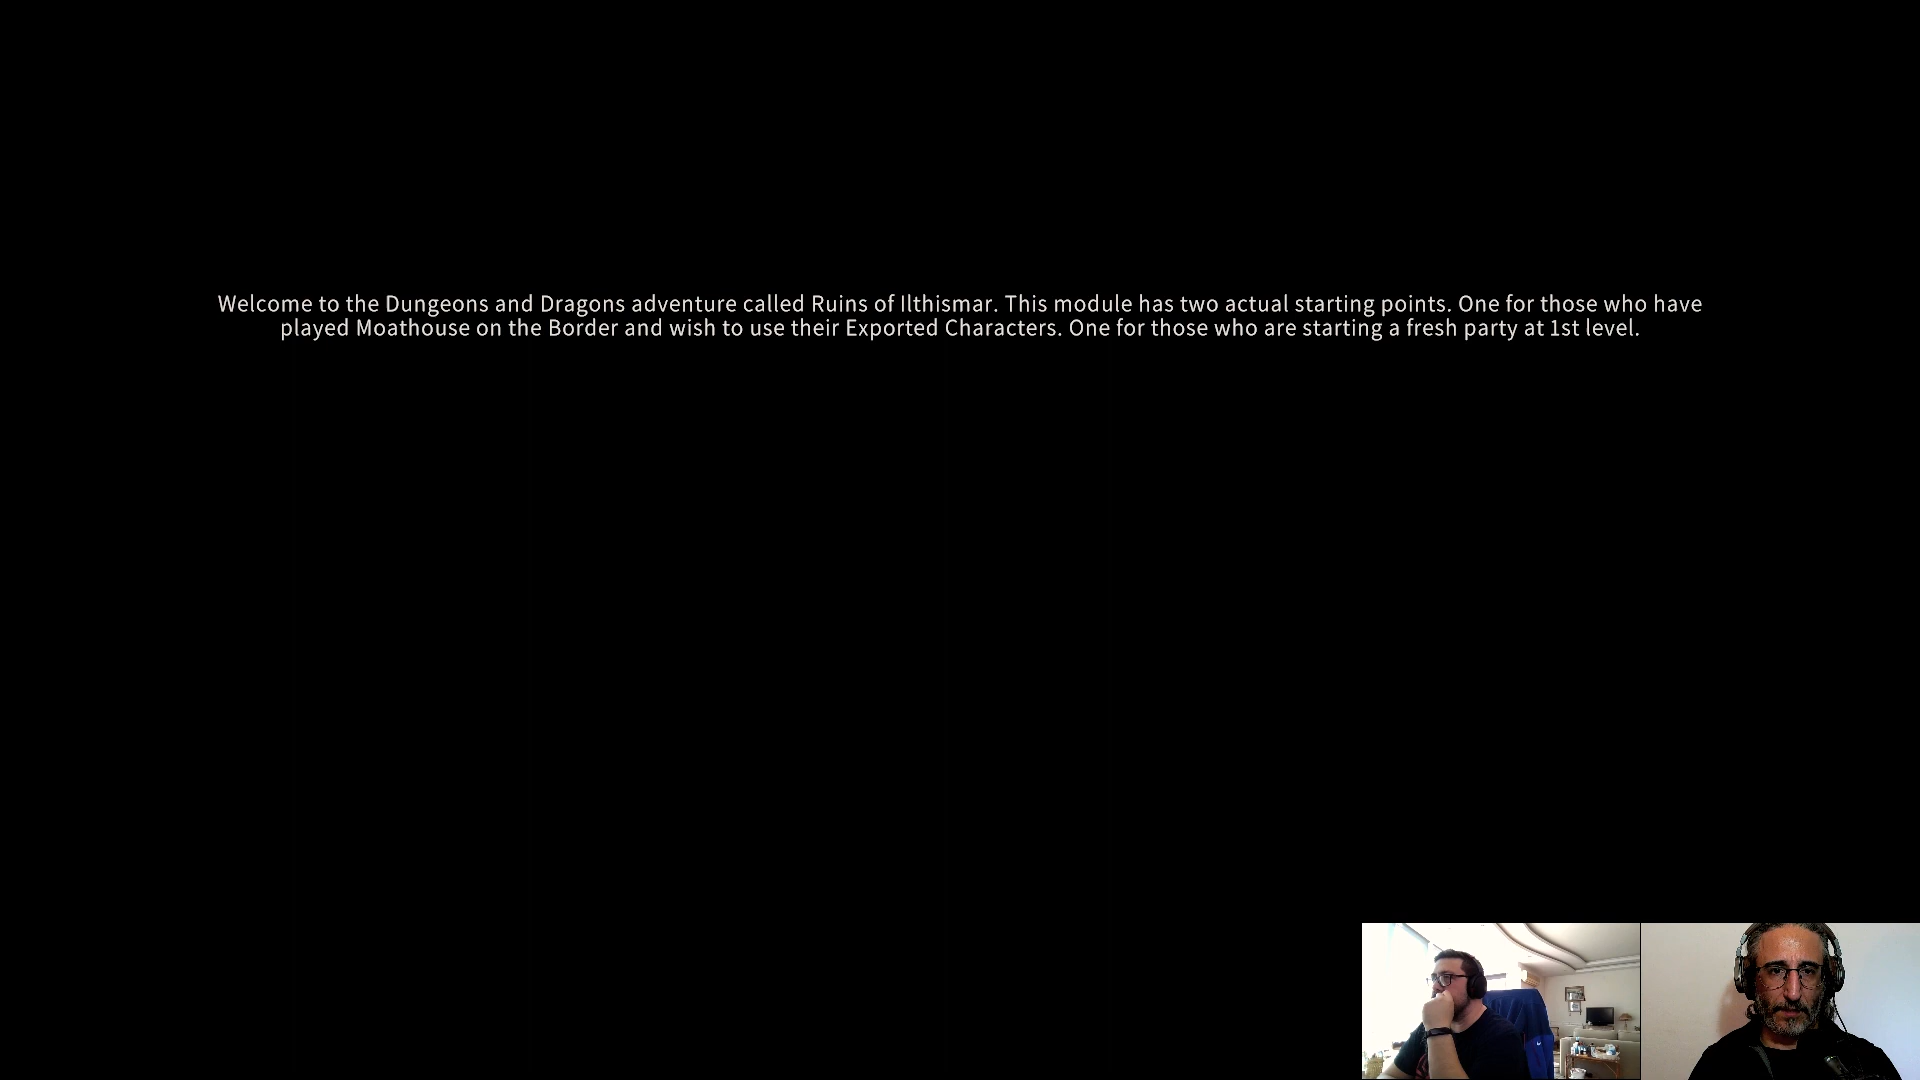 Welcome to the Dungeons and Dragons adventure called Ruins of Ilthismar. This module has two actual starting points. One for those who have
played Moathouse on the Border and wish to use their Exported Characters. One for those who are starting a fresh party at 1st level.